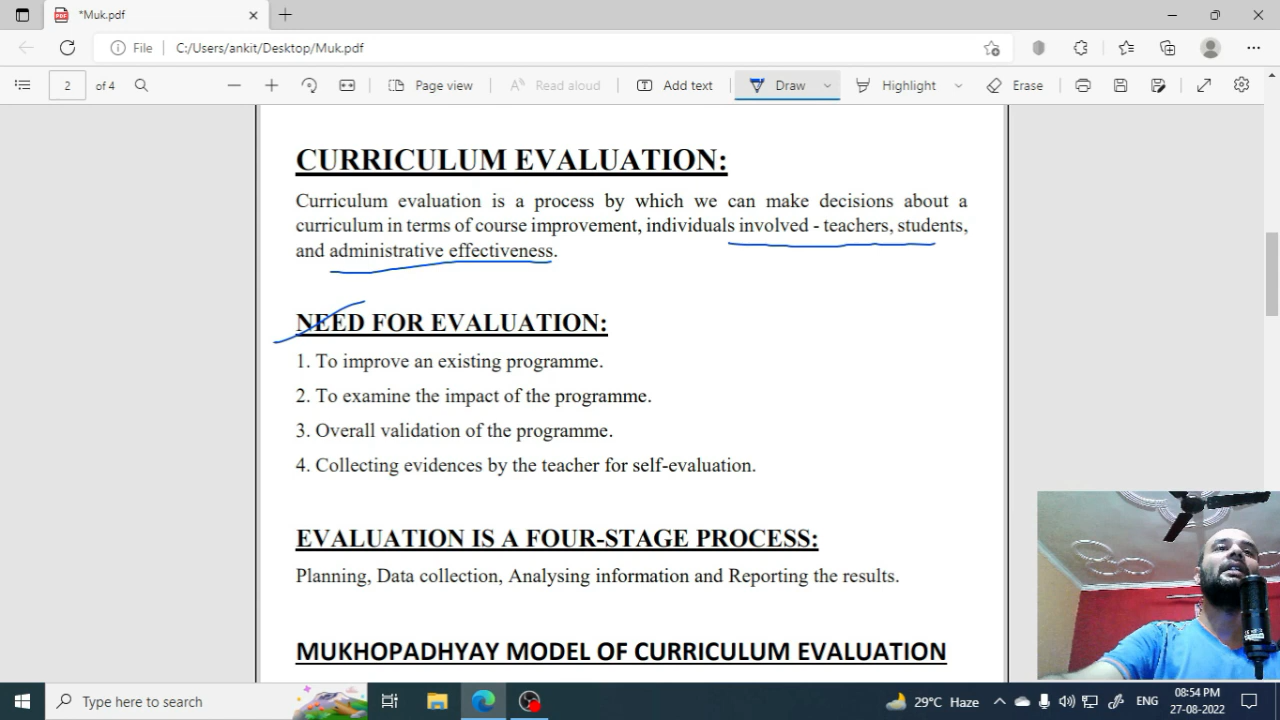 *Muk.pdf
File C:/Users/ankit/Desktop/Muk.pdf
2 of 4 Page view Read aloud Add text Draw Highlight Erase
CURRICULUM EVALUATION:
Curriculum evaluation is a process by which we can make decisions about a
curriculum in terms of course improvement, individuals involved - teachers, students,
and administrative effectiveness.
NEED FOR EVALUATION:
1. To improve an existing programme.
2. To examine the impact of the programme.
3. Overall validation of the programme.
4. Collecting evidences by the teacher for self-evaluation.
EVALUATION IS A FOUR-STAGE PROCESS:
Planning, Data collection, Analysing information and Reporting the results.
MUKHOPADHYAY MODEL OF CURRICULUM EVALUATION
Type here to search 29°C Haze ENG 08:54 PM
27-08-2022